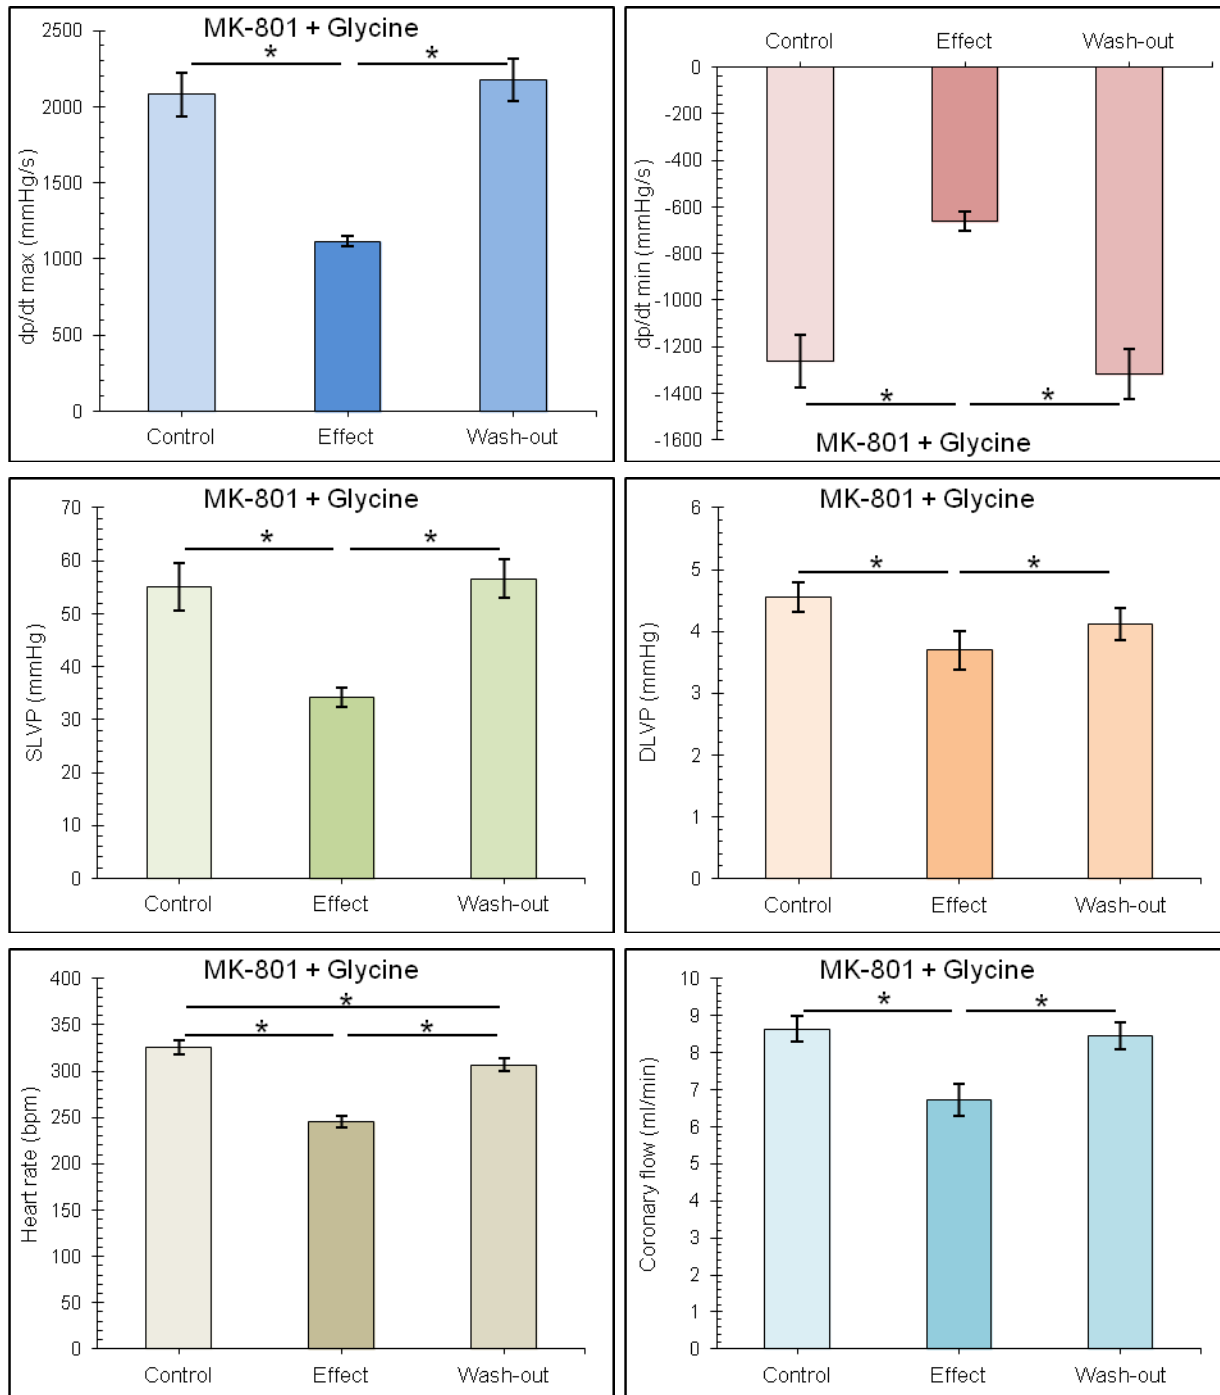 MK-801 + Glycine
*
*
2500
2000
1500
1000
500
0
dp/dt max (mmHg/s)
Control
Effect
Wash-out
Control
Effect
Wash-out
0
-200
-400
-600
-800
-1000
-1200
-1400
-1600
dp/dt min (mmHg/s)
*
*
MK-801 + Glycine
MK-801 + Glycine
*
*
70
60
50
40
30
20
10
0
SLVP (mmHg)
Control
Effect
Wash-out
MK-801 + Glycine
*
*
6
5
4
3
2
1
0
DLVP (mmHg)
Control
Effect
Wash-out
MK-801 + Glycine
*
*
*
400
350
300
250
200
150
100
50
0
Heart rate (bpm)
Control
Effect
Wash-out
MK-801 + Glycine
*
*
10
9
8
7
6
5
4
3
2
1
0
Coronary flow (ml/min)
Control
Effect
Wash-out